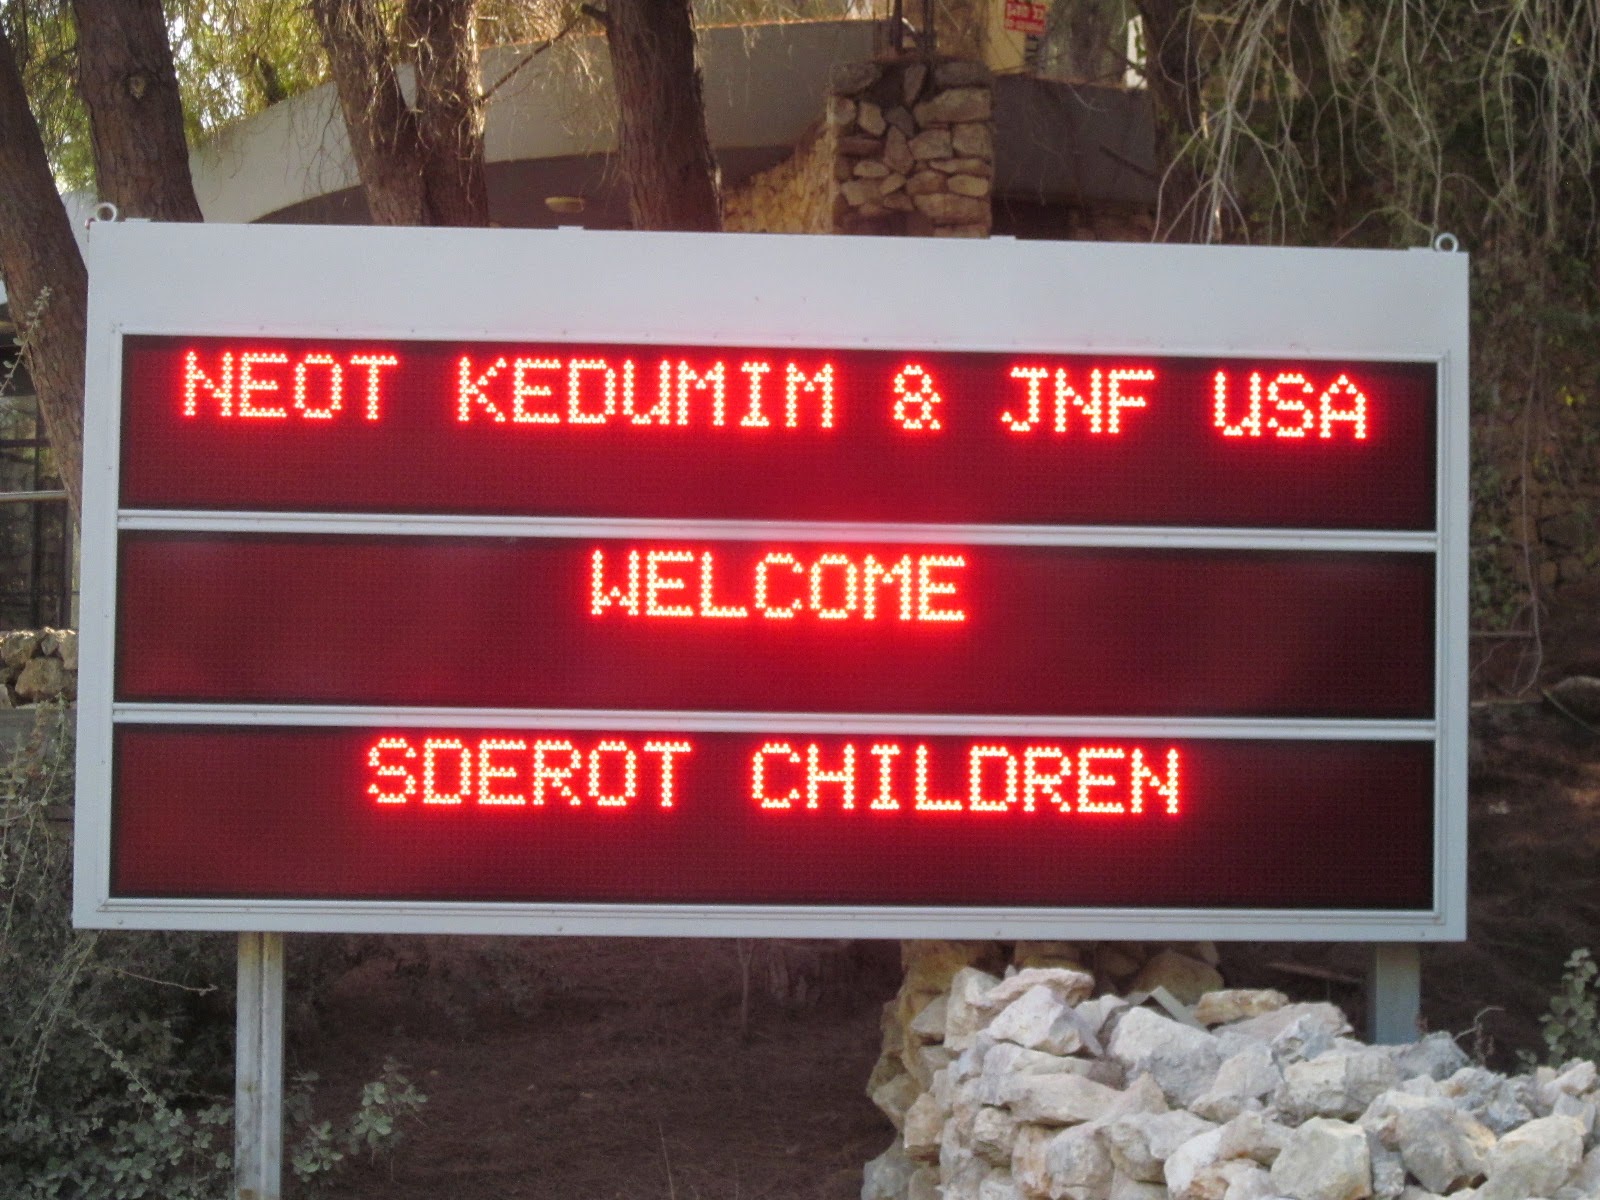 NEOT KEDUMIM & JNF USA
WELCOME
SDEROT CHILDREN